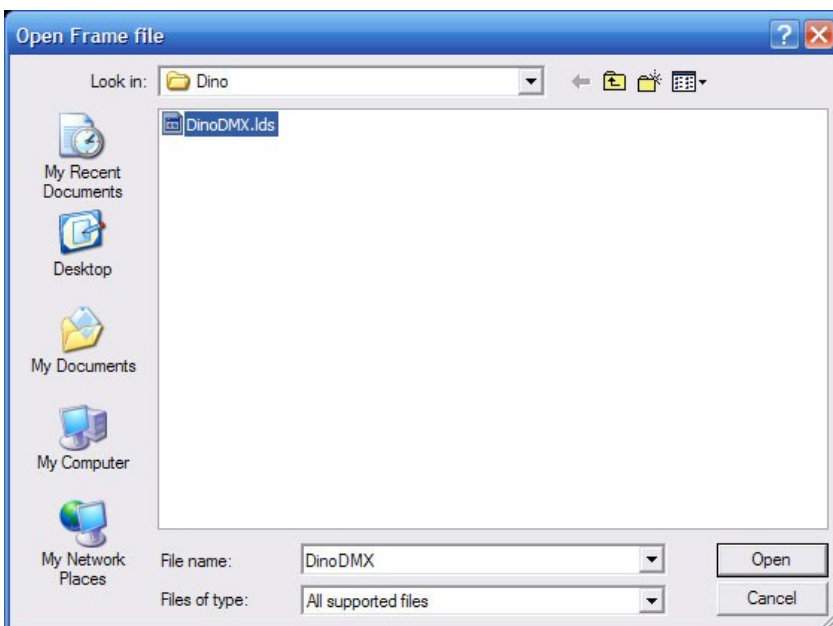 Open Frame file
Look in:
Dino
DinoDMX.lds
My Recent
Documents
Desktop
My Documents
My Computer
My Network
Places
File name:
DinoDMX
Open
Files of type:
All supported files
Cancel